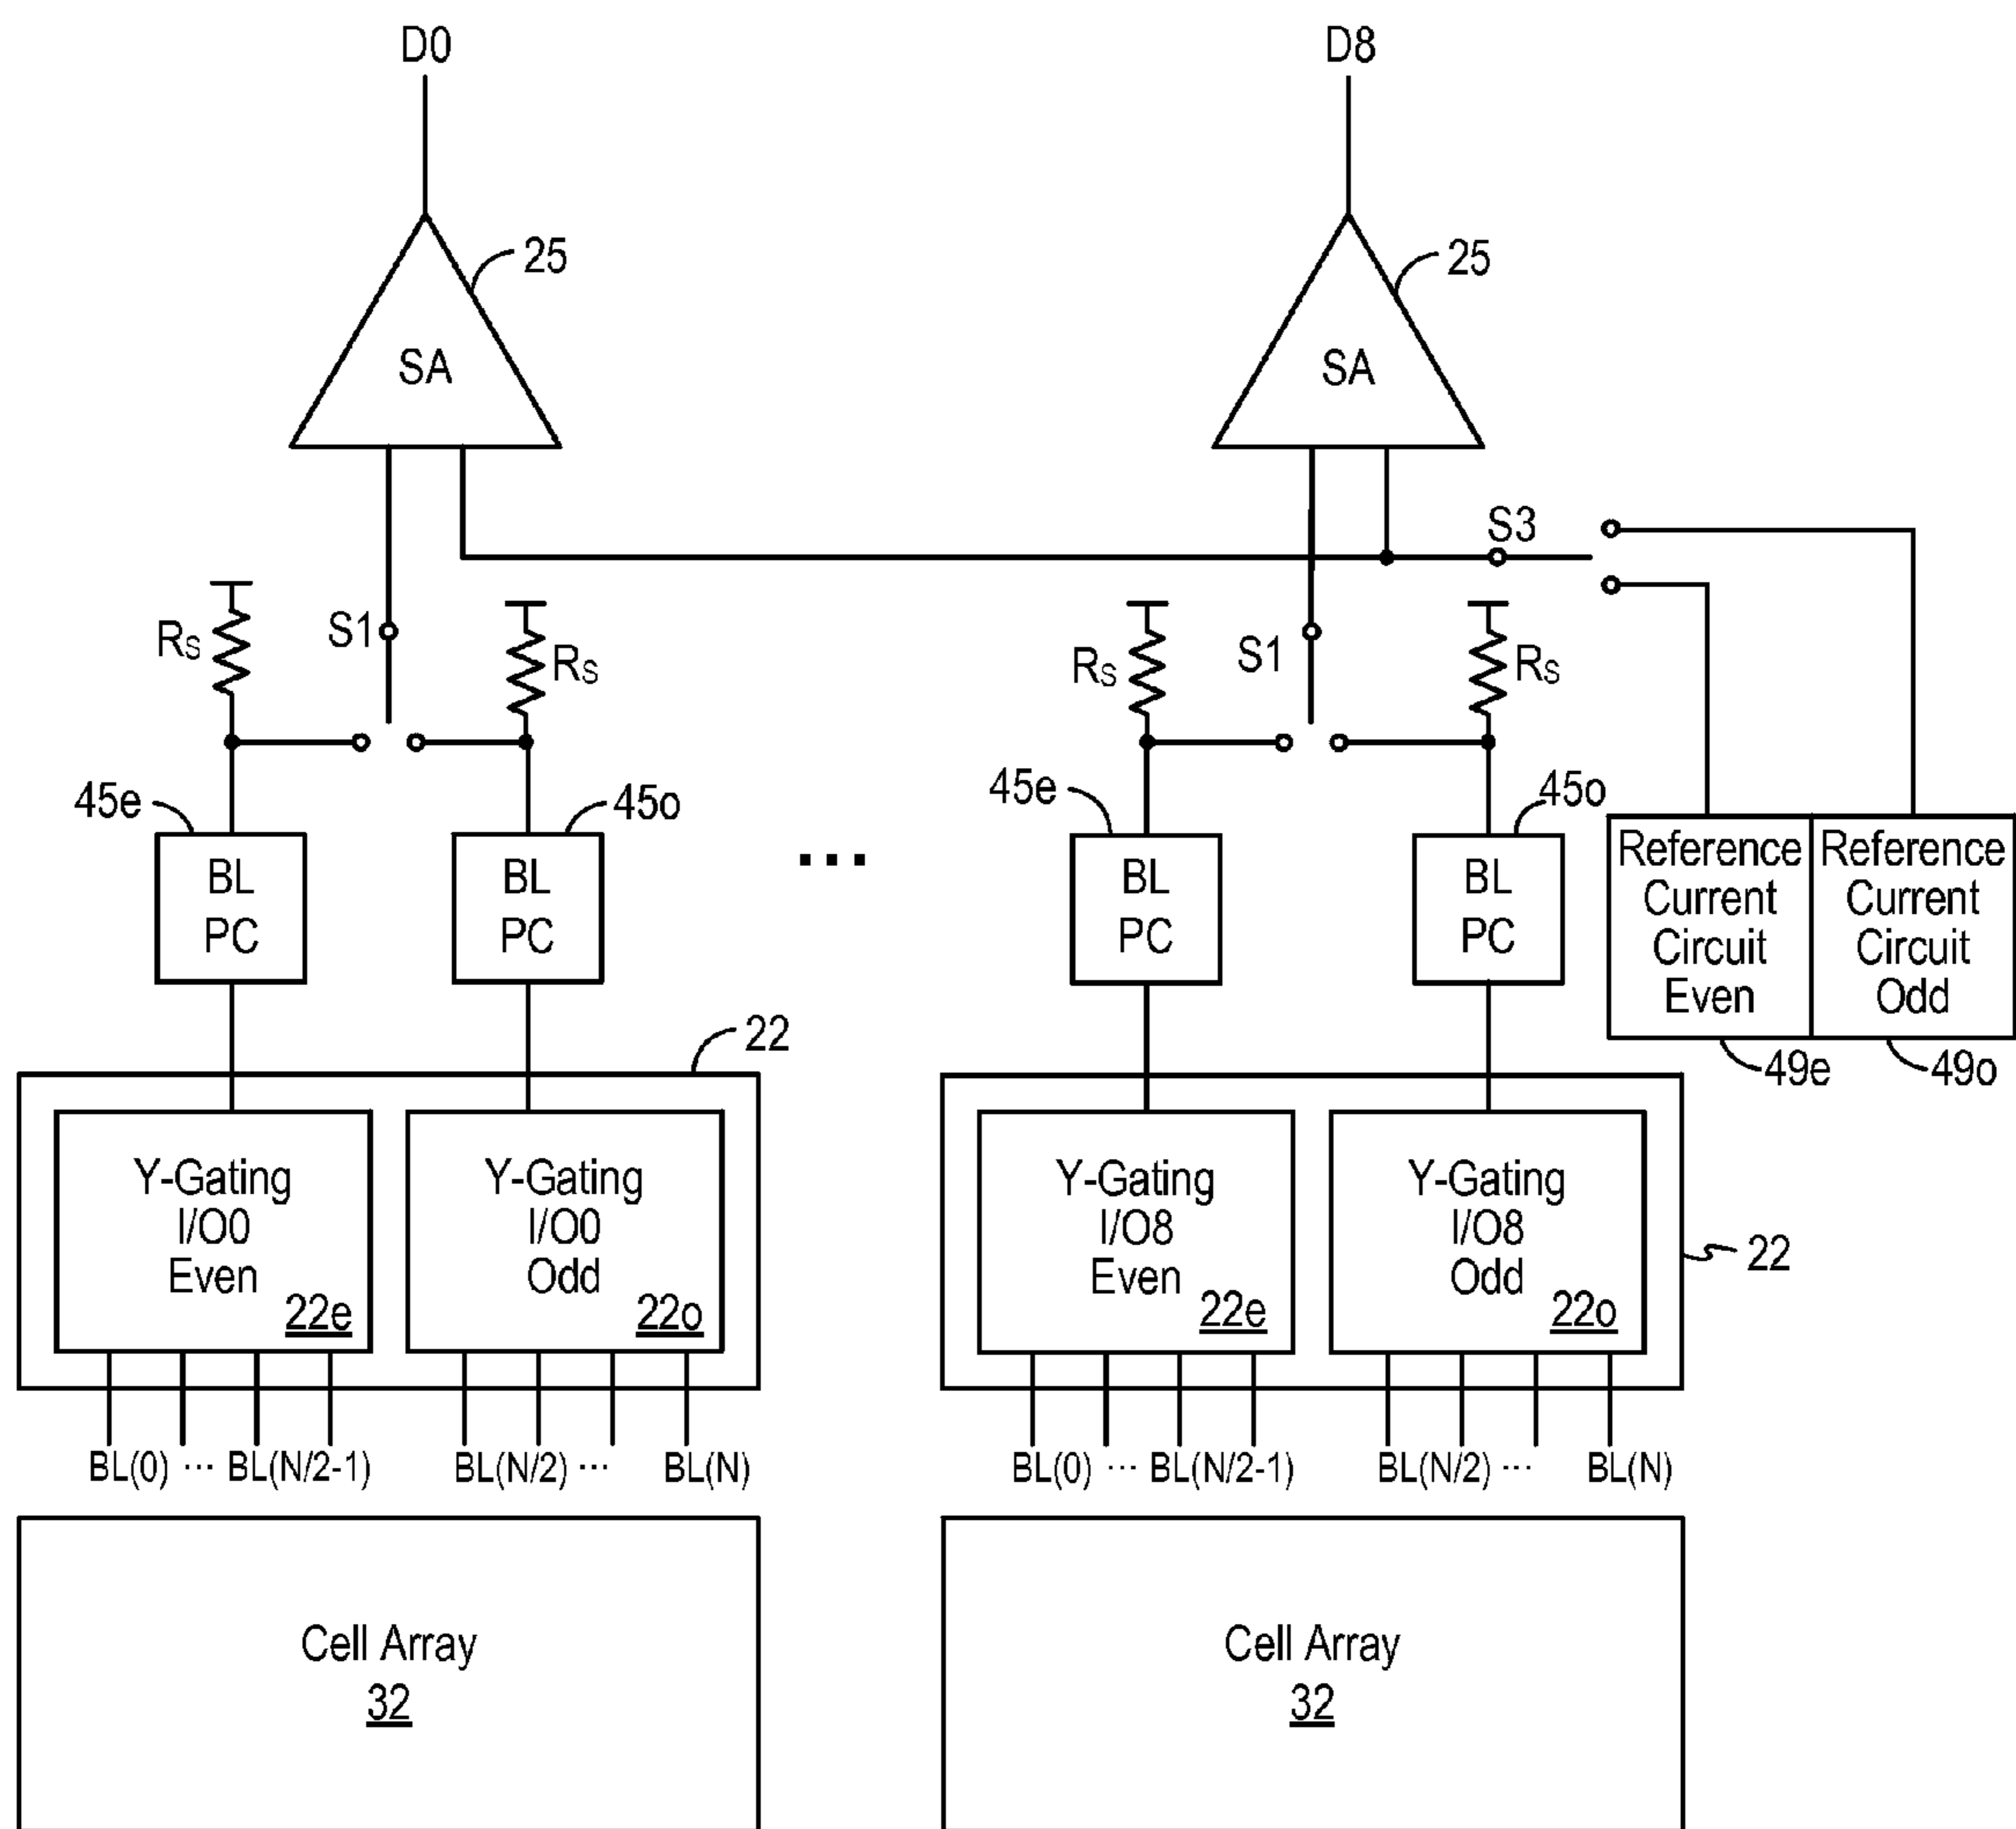 D0
D8
25
25
SA
SA
S3
RS
S1
RS
RS
S1
RS
45e
45o
45e
45o
BL
PC
BL
PC
...
BL
PC
BL
PC
Reference
Current
Circuit
Even
Reference
Current
Circuit
Odd
49e
49o
22
Y-Gating
I/O0
Even
22e
Y-Gating
I/O0
Odd
22o
Y-Gating
I/O8
Even
22e
Y-Gating
I/O8
Odd
22o
22
BL(0) ... BL(N/2-1)
BL(N/2) ... BL(N)
BL(0) ... BL(N/2-1)
BL(N/2) ... BL(N)
Cell Array
32
Cell Array
32